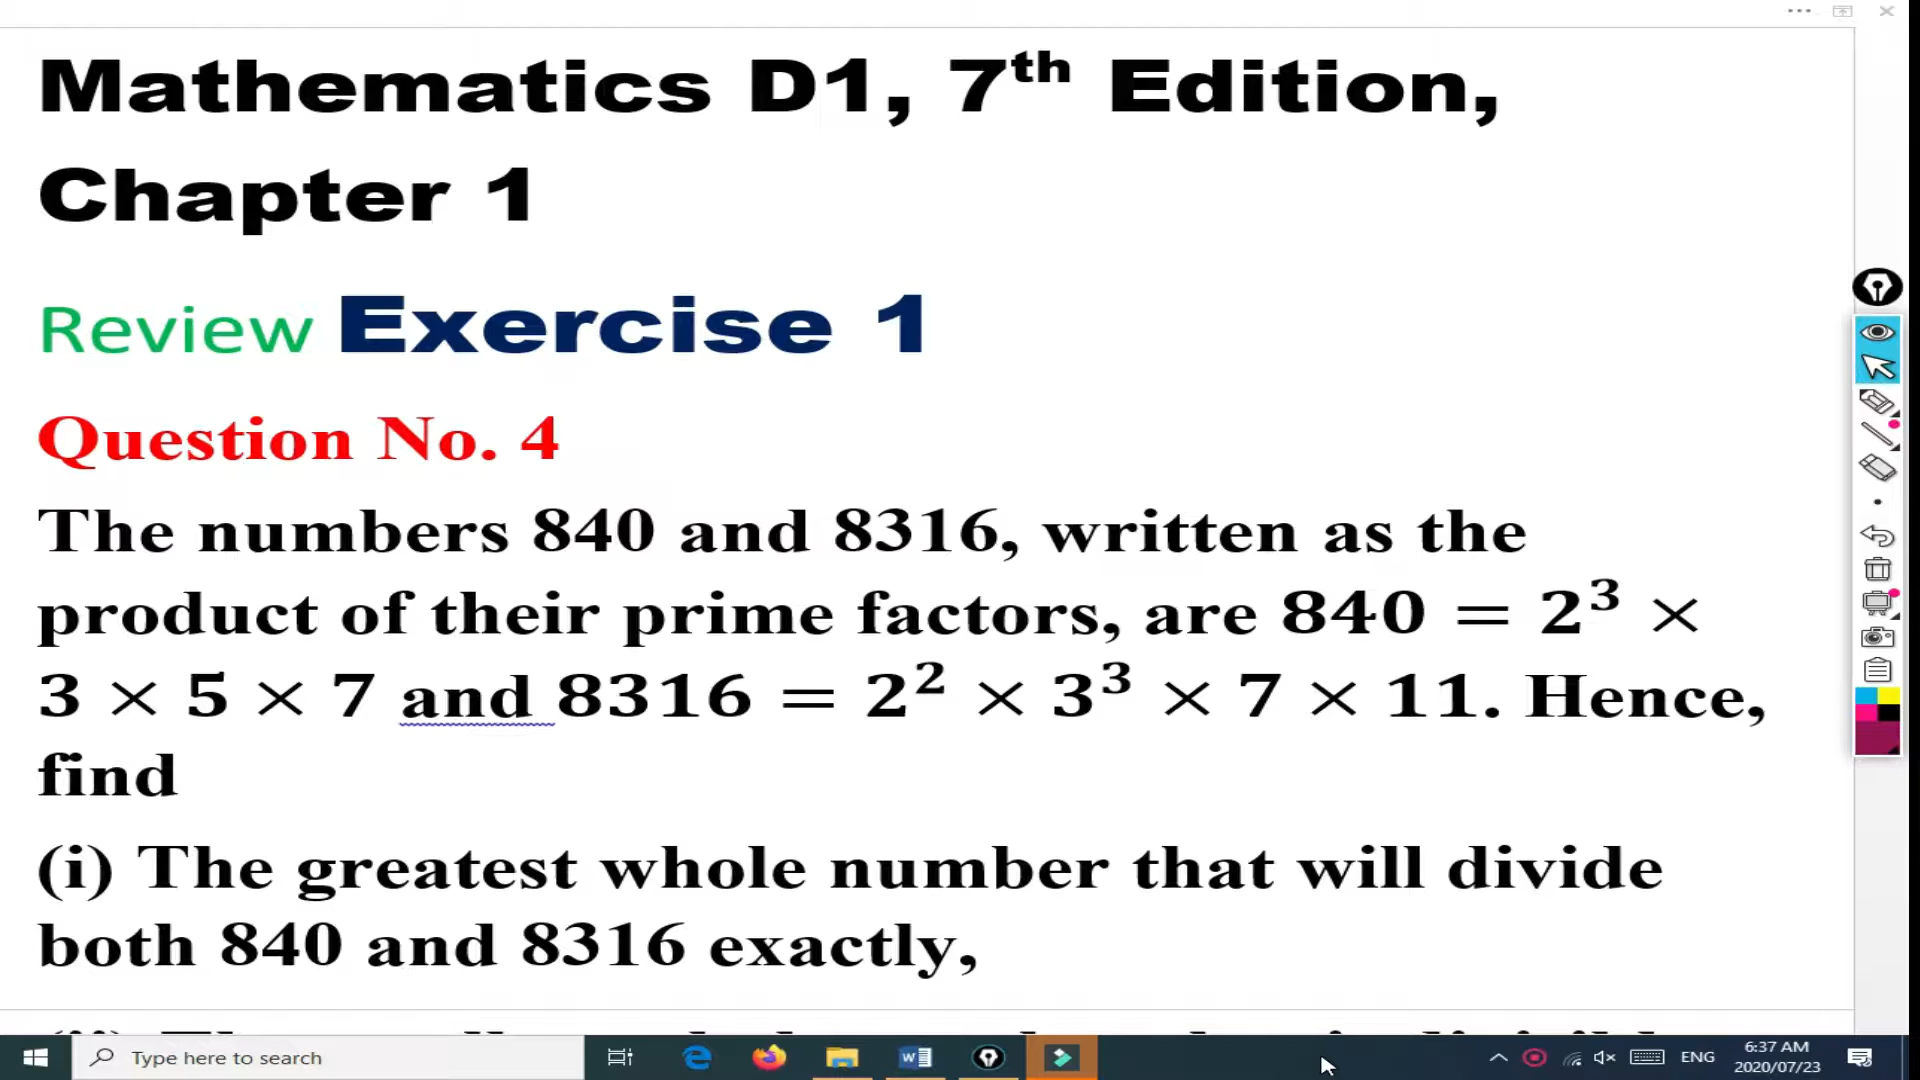 Mathematics D1, 7th Edition,
Chapter 1
Review Exercise 1
Question No. 4
The numbers 840 and 8316, written as the
product of their prime factors, are 840 = 2³ ×
3 × 5 × 7 and 8316 = 2² × 3³ × 7 × 11. Hence,
find
(i) The greatest whole number that will divide
both 840 and 8316 exactly,
Type here to search
ENG
6:37 AM
2020/07/23